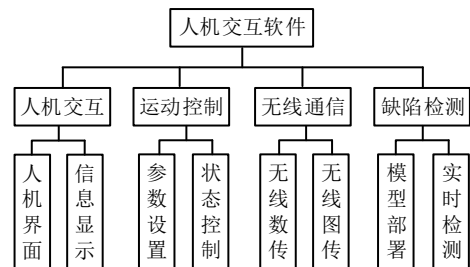 人机交互软件
人机交互
运动控制
无线通信
缺陷检测
人机界面
信息显示
参数设置
状态控制
无线数传
无线图传
模型部署
实时检测